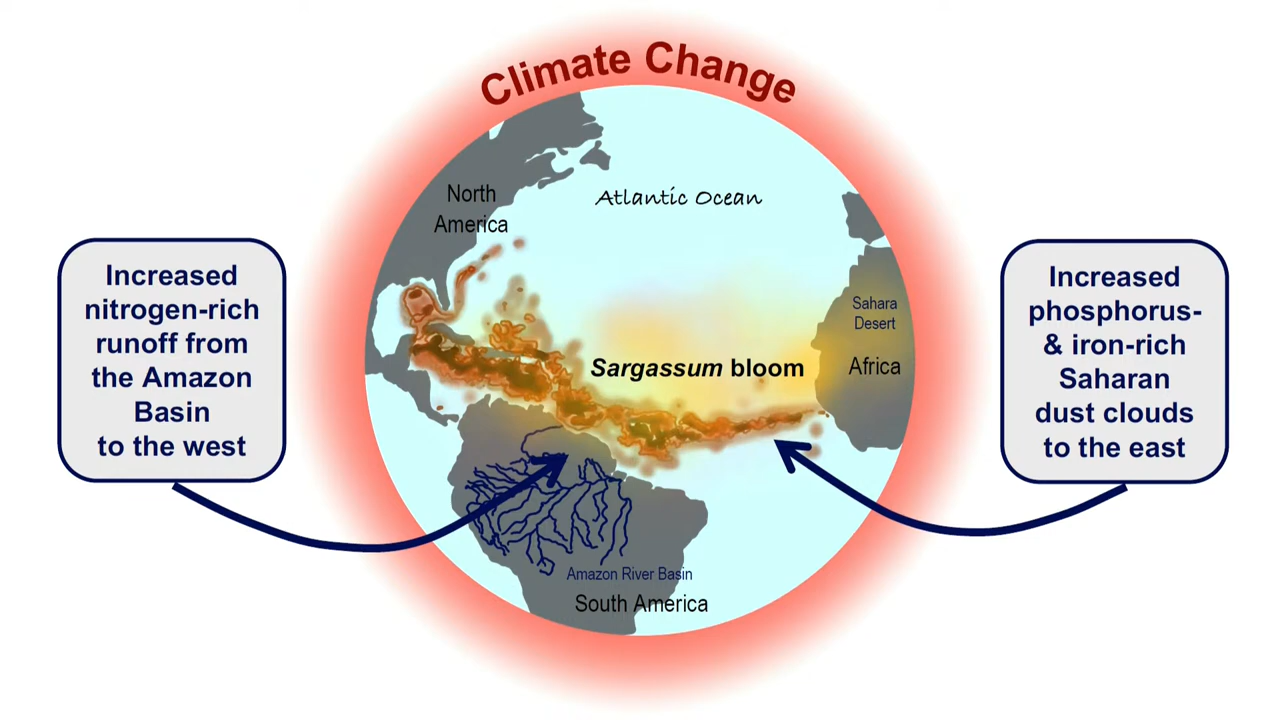 Climate Change
North
America
Atlantic Ocean
Increased
nitrogen-rich
runoff from
the Amazon
Basin
to the west
Sargassum bloom
Sahara
Desert
Africa
Increased
phosphorus-
& iron-rich
Saharan
dust clouds
to the east
Amazon River Basin
South America